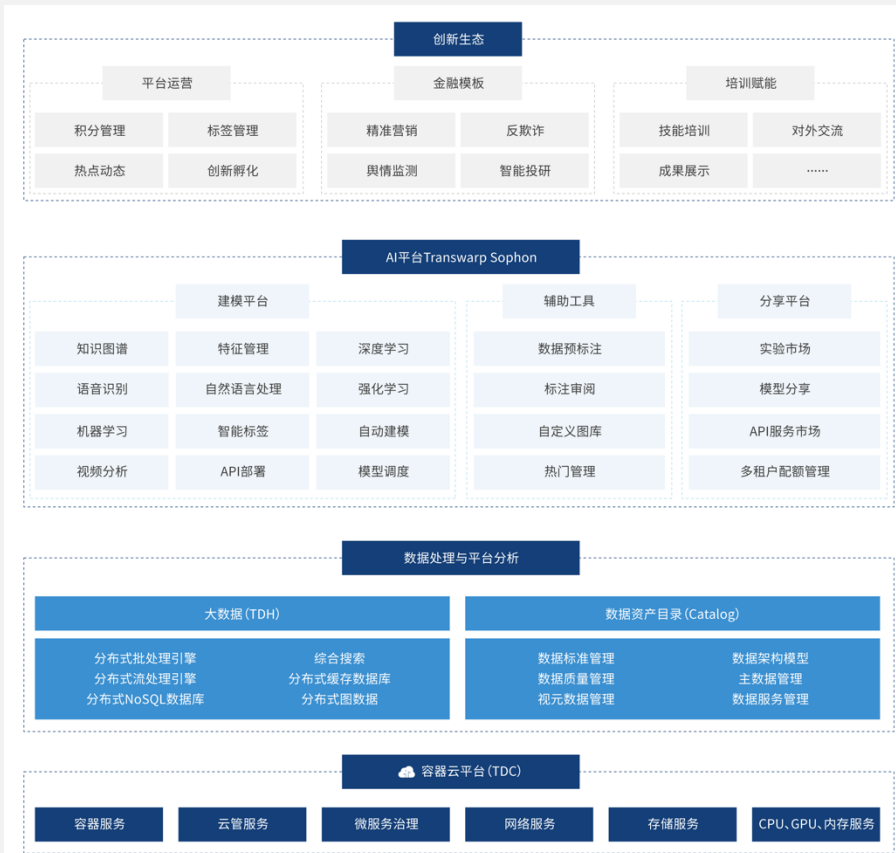 创新生态
平台运营
金融模板
培训赋能
积分管理
标签管理
精准营销
反欺诈
技能培训
对外交流
热点动态
创新孵化
舆情监测
智能投研
成果展示
……
AI平台Transwarp Sophon
建模平台
辅助工具
分享平台
知识图谱
特征管理
深度学习
数据预标注
实验市场
语音识别
自然语言处理
强化学习
标注审阅
模型分享
机器学习
智能标签
自动建模
自定义图库
API服务市场
视频分析
API部署
模型调度
热门管理
多租户配额管理
数据处理与平台分析
大数据（TDH）
数据资产目录（Catalog）
分布式批处理引擎
综合搜索
数据标准管理
数据架构模型
分布式流处理引擎
分布式缓存数据库
数据质量管理
主数据管理
分布式NoSQL数据库
分布式图数据
视元数据管理
数据服务管理
容器云平台（TDC）
容器服务
云管服务
微服务治理
网络服务
存储服务
CPU、GPU、内存服务